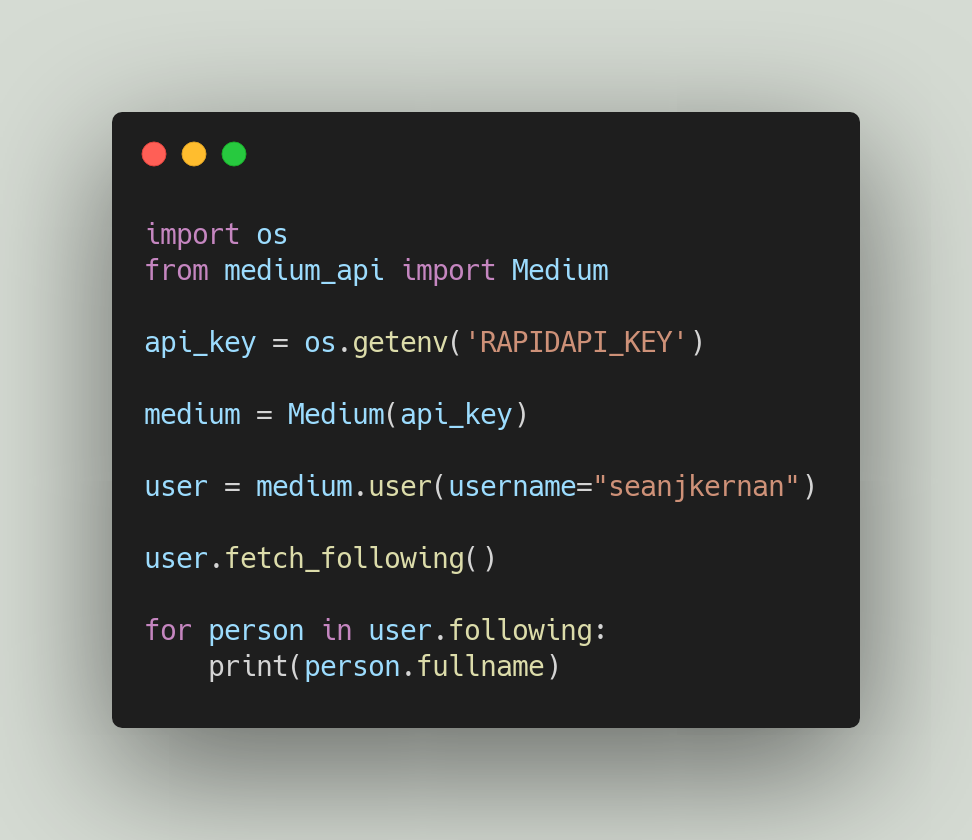 import os
from medium_api import Medium
api_key = os.getenv('RAPIDAPI_KEY')
medium = Medium(api_key)
user = medium.user(username="seanjkernan")
user.fetch_following()
for person in user.following:
    print(person.fullname)